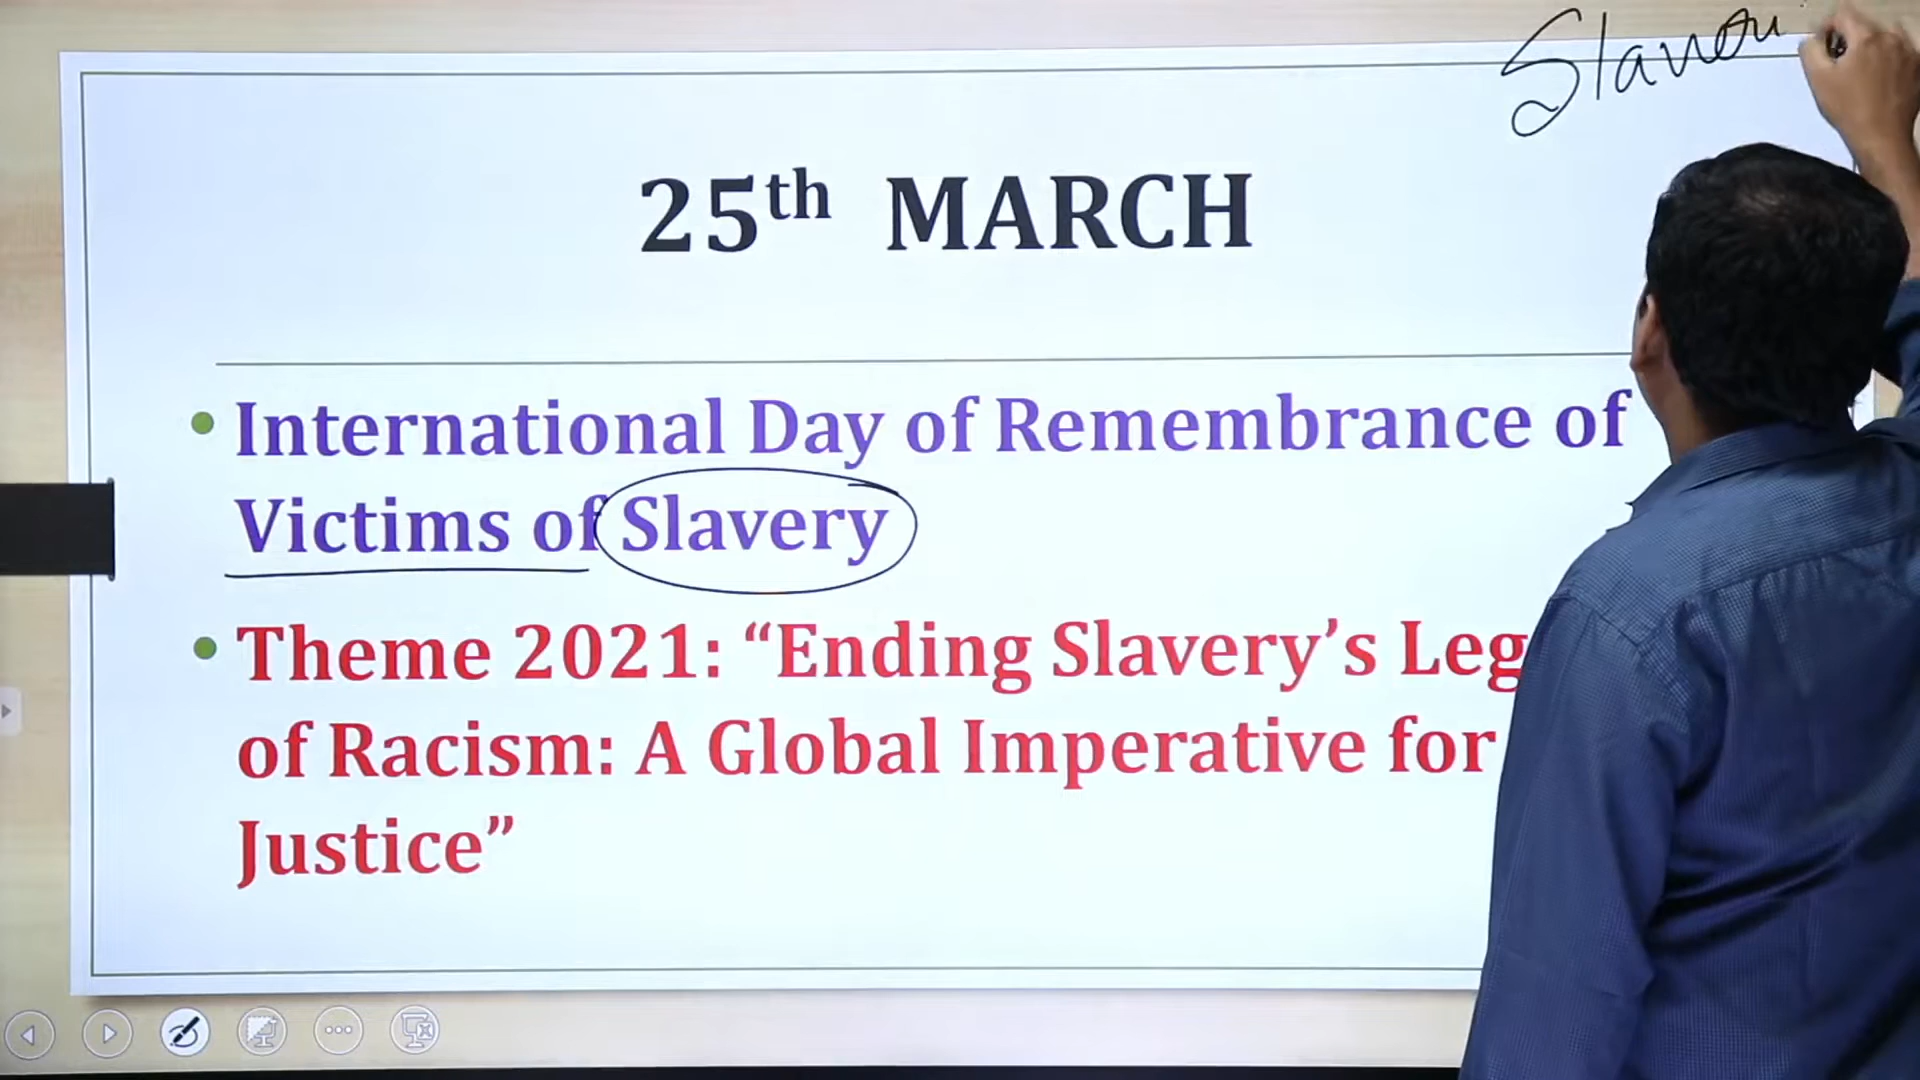 25th MARCH
International Day of Remembrance of
Victims of Slavery
Theme 2021: “Ending Slavery’s Leg
of Racism: A Global Imperative for
Justice”